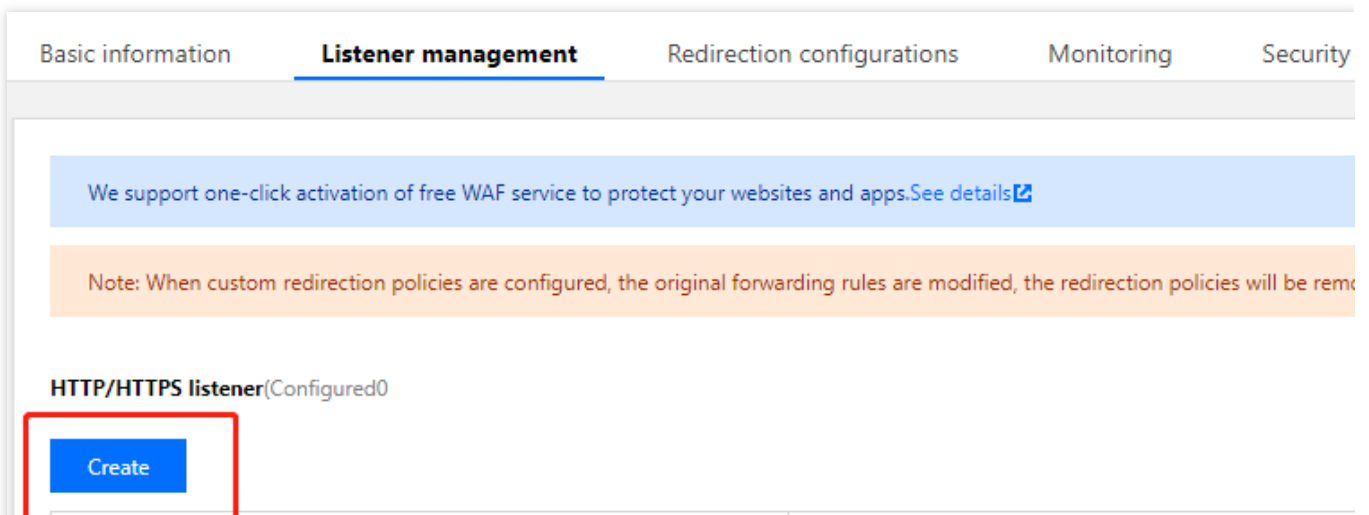 Basic information Listener management Redirection configurations Monitoring Security
We support one-click activation of free WAF service to protect your websites and apps.See details
Note: When custom redirection policies are configured, the original forwarding rules are modified, the redirection policies will be remo
HTTP/HTTPS listener(Configured0
Create